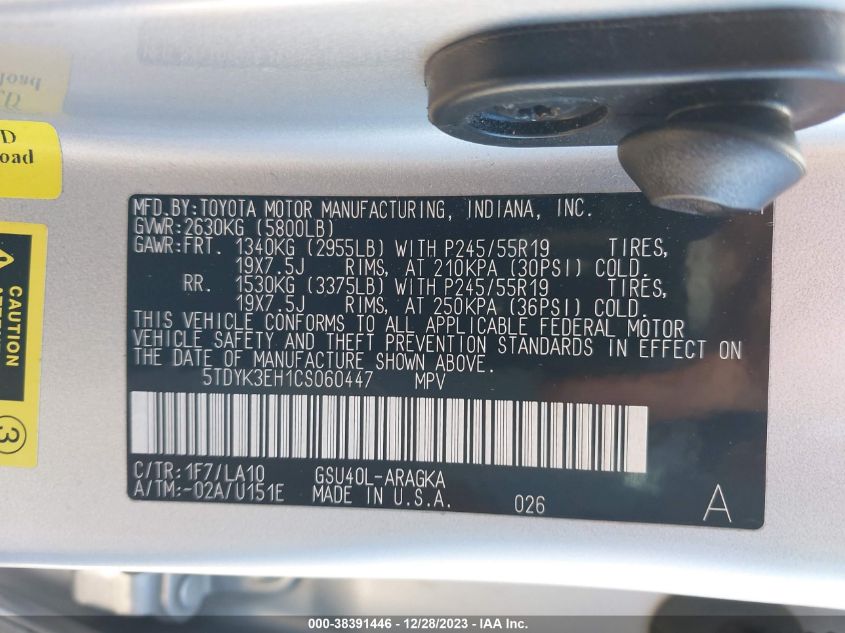 load
D
oad
CAUTION
3
MFD.BY:TOYOTA MOTOR MANUFACTURING, INDIANA, INC.
GVWR:2630KG (5800LB)
GAWR:FRT. 1340KG (2955LB) WITH P245/55R19 TIRES,
19X7.5J RIMS, AT 210KPA (30PSI) COLD.
RR. 1530KG (3375LB) WITH P245/55R19 TIRES,
19X7.5J RIMS, AT 250KPA (36PSI) COLD.
THIS VEHICLE CONFORMS TO ALL APPLICABLE FEDERAL MOTOR
VEHICLE SAFETY AND THEFT PREVENTION STANDARDS IN EFFECT ON
THE DATE OF MANUFACTURE SHOWN ABOVE.
5TDYK3EH1CS060447 MPV
C/TR:1F7/LA10 GSU40L-ARAGKA
A/TM:-02A/U151E MADE IN U.S.A. 026 A
000-38391446 - 12/28/2023 - IAA Inc.